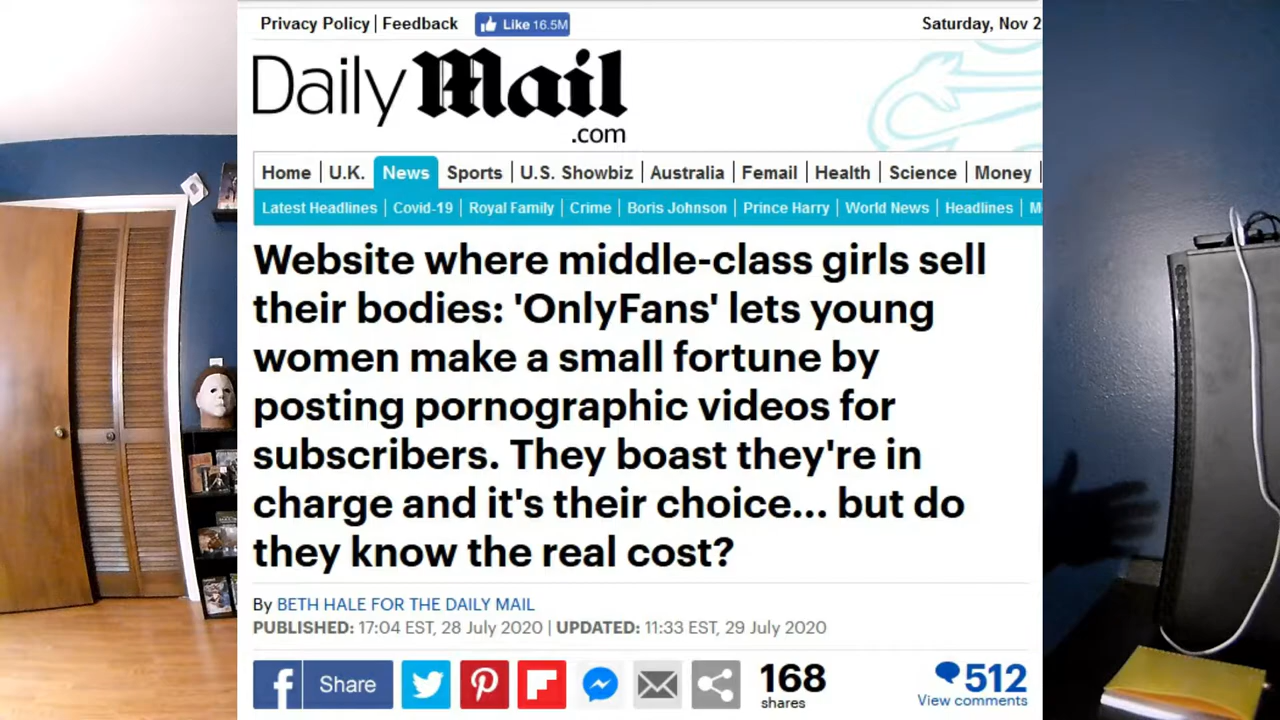 Privacy Policy | Feedback Like 16.5M Saturday, Nov 2
Daily Mail
.com
Home | U.K. News Sports | U.S. Showbiz | Australia | Femail | Health | Science | Money |
Latest Headlines | Covid-19 | Royal Family | Crime | Boris Johnson | Prince Harry | World News | Headlines | M
Website where middle-class girls sell
their bodies: 'OnlyFans' lets young
women make a small fortune by
posting pornographic videos for
subscribers. They boast they're in
charge and it's their choice... but do
they know the real cost?
By BETH HALE FOR THE DAILY MAIL
PUBLISHED: 17:04 EST, 28 July 2020 | UPDATED: 11:33 EST, 29 July 2020
Share 168 512
shares View comments